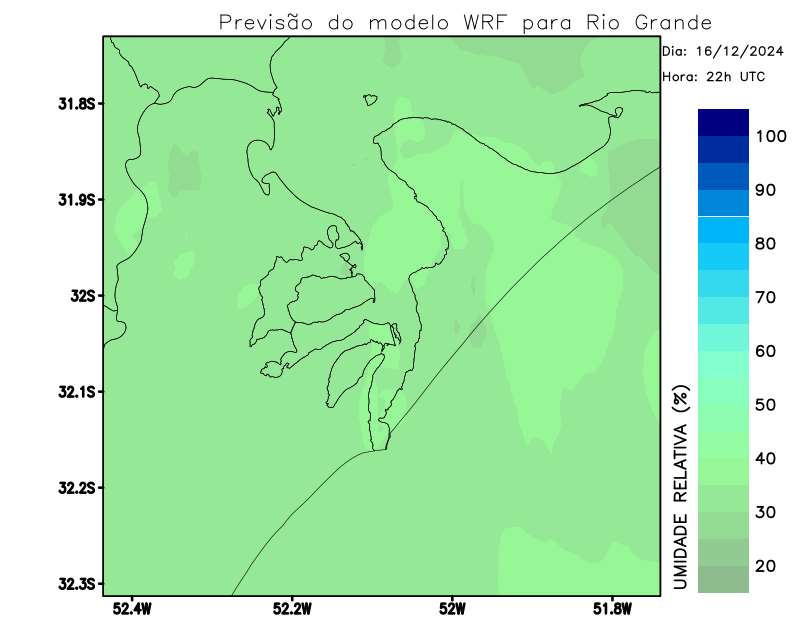 Previsão do modelo WRF para Rio Grande
Dia: 16/12/2024
Hora: 22h UTC
31.8S
31.9S
32S
32.1S
32.2S
32.3S
52.4W
52.2W
52W
51.8W
UMIDADE RELATIVA (%)
100
90
80
70
60
50
40
30
20